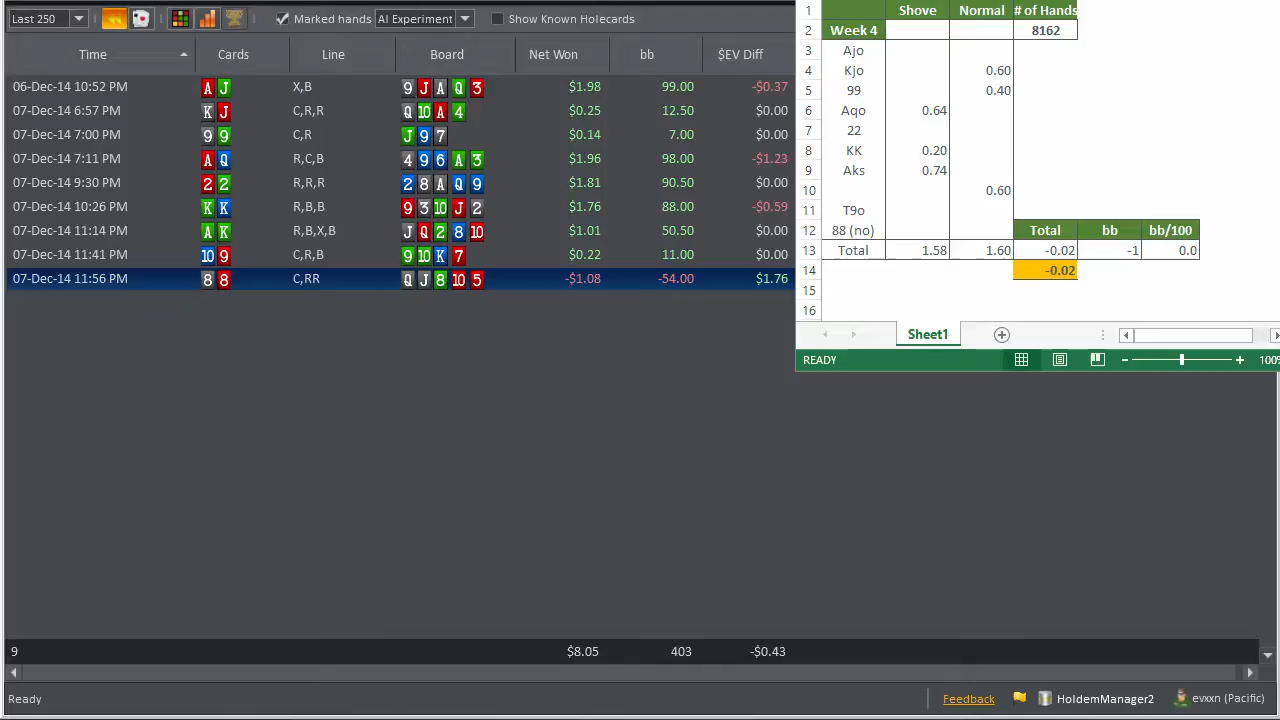 Last 250 Mark'd hands: AI Experiment Show Known Holecards
Time Cards Line Board Net Won bb $EV Diff
06-Dec-14 10:52 PM A J X,B 9 J A Q 3 $1.98 99.00 -$0.37
07-Dec-14 6:57 PM K J C,R,R Q 10 A 4 $0.25 12.50 $0.00
07-Dec-14 7:00 PM 9 9 C,R J 9 7 $0.14 7.00 $0.00
07-Dec-14 7:11 PM A Q R,C,B 4 9 6 A 3 $1.96 98.00 -$1.23
07-Dec-14 9:30 PM 2 2 R,R,R 2 8 A Q 9 $1.81 90.50 $0.00
07-Dec-14 10:26 PM K K R,B,B 9 3 10 J 2 $1.76 88.00 -$0.59
07-Dec-14 11:14 PM A K R,B,X,B J Q 2 8 10 $1.01 50.50 $0.00
07-Dec-14 11:41 PM 10 9 C,C,B 9 10 K 7 $0.22 11.00 $0.00
07-Dec-14 11:56 PM 8 8 C,RR Q J 8 10 5 -$1.08 -54.00 $1.76
9 $8.05 403 -$0.43
1 Shove Normal # of Hands
2 Week 4 8162
3 Ajo
4 Kjo 0.60
5 99 0.40
6 Aqo 0.64
7 22
8 KK 0.20
9 Aks 0.74
10 0.60
11 T9o
12 88 (no) Total bb bb/100
13 Total 1.58 1.60 -0.02 -1 0.0
14 -0.02
15
16
Sheet1
READY 100%
Ready Feedback HoldemManager2 evxxn (Pacific)